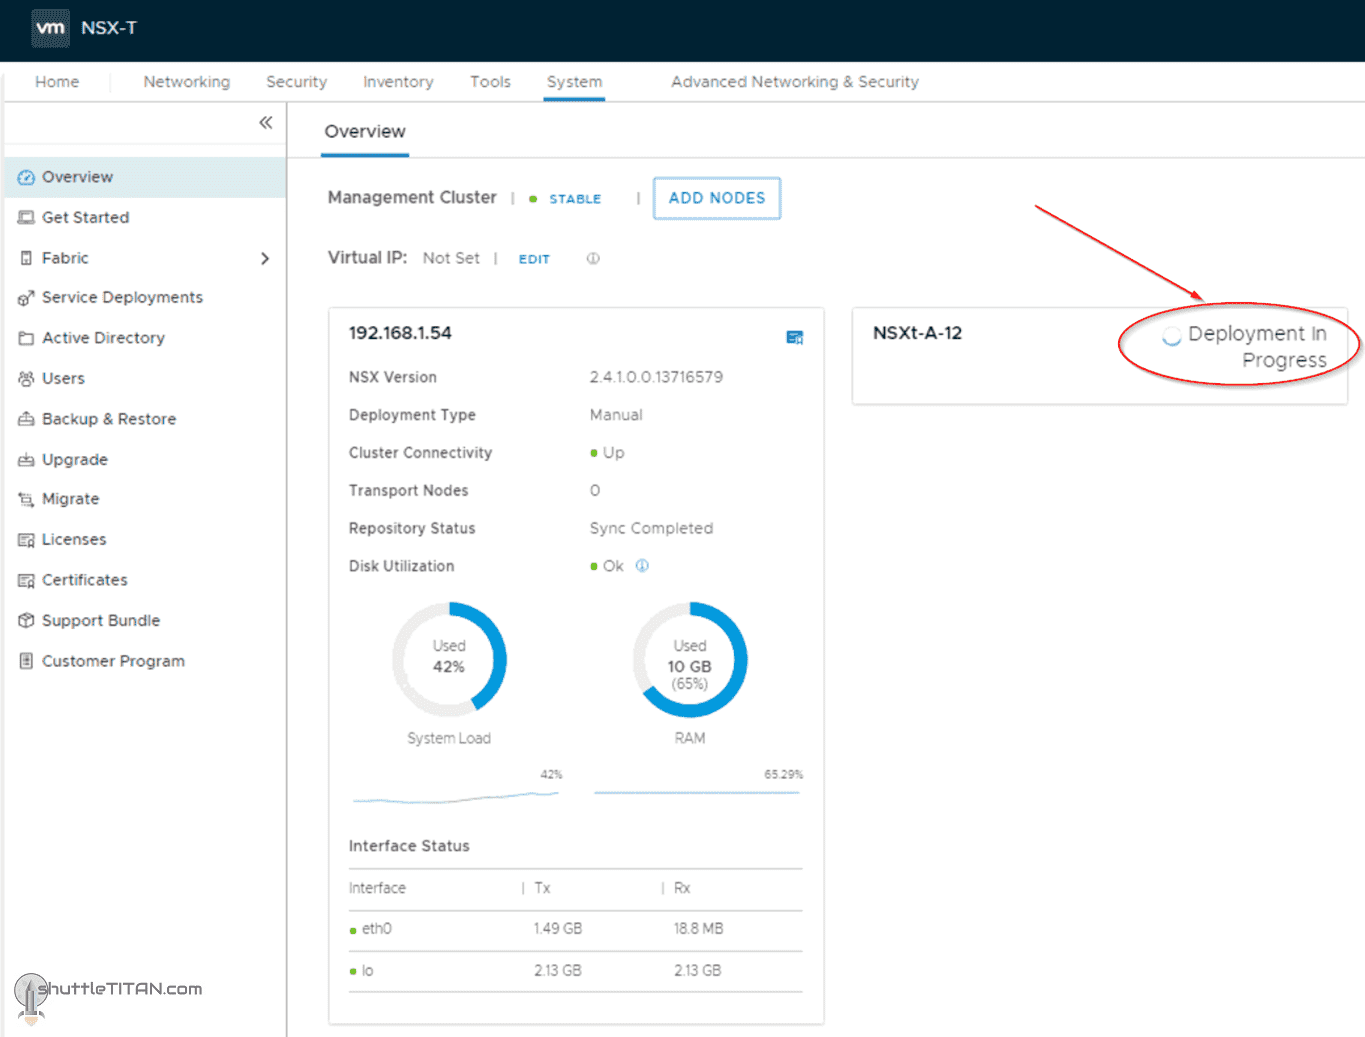 vm NSX-T
Home Networking Security Inventory Tools System Advanced Networking & Security
Overview
Get Started
Fabric
Service Deployments
Active Directory
Users
Backup & Restore
Upgrade
Migrate
Licenses
Certificates
Support Bundle
Customer Program
shuttleTITAN.com
Overview
Management Cluster | STABLE | ADD NODES
Virtual IP: Not Set | EDIT
192.168.1.54
NSX Version 2.4.1.0.0.13716579
Deployment Type Manual
Cluster Connectivity Up
Transport Nodes 0
Repository Status Sync Completed
Disk Utilization Ok
Used
42%
System Load
Used
10 GB
(65%)
RAM
42%
65.29%
Interface Status
Interface | Tx | Rx
eth0 1.49 GB 18.8 MB
lo 2.13 GB 2.13 GB
NSXt-A-12
Deployment In
Progress